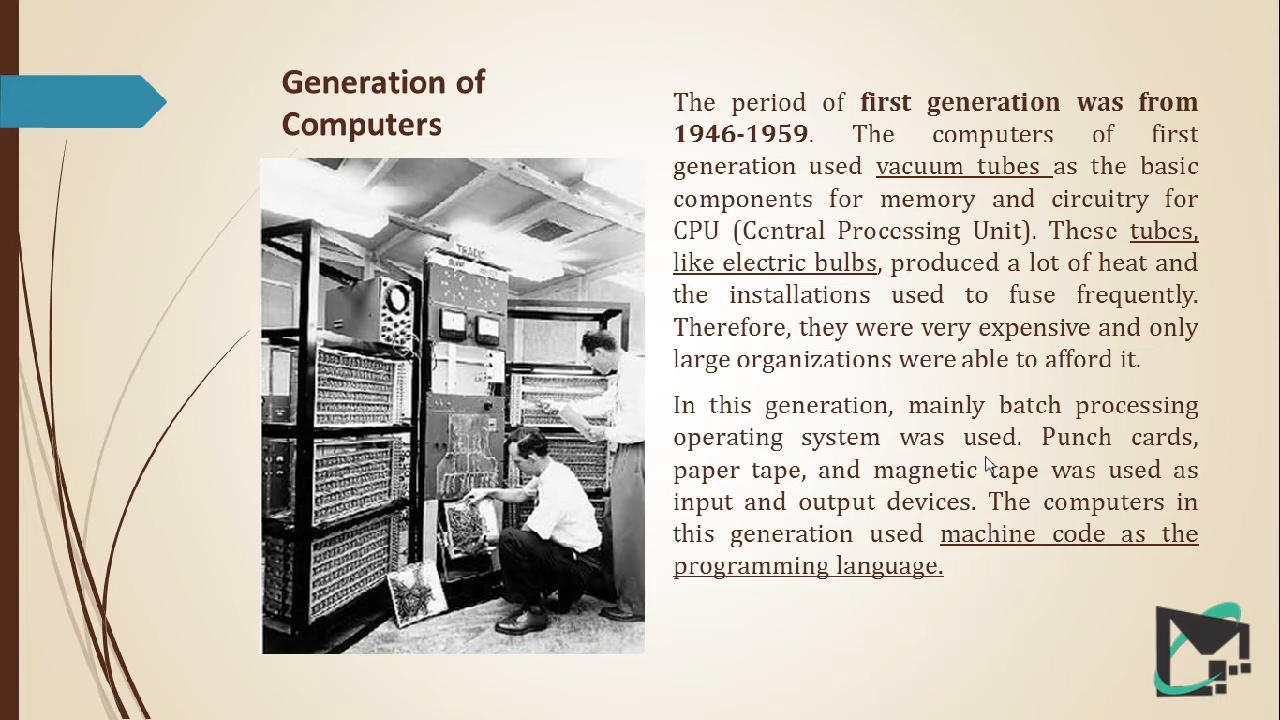 Generation of
Computers
The period of first generation was from
1946-1959. The computers of first
generation used vacuum tubes as the basic
components for memory and circuitry for
CPU (Central Processing Unit). These tubes,
like electric bulbs, produced a lot of heat and
the installations used to fuse frequently.
Therefore, they were very expensive and only
large organizations were able to afford it.
In this generation, mainly batch processing
operating system was used. Punch cards,
paper tape, and magnetic tape was used as
input and output devices. The computers in
this generation used machine code as the
programming language.
TRADIC